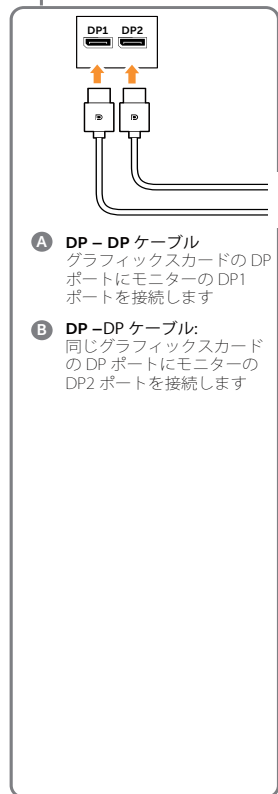 DP1 DP2
A DP – DP ケーブル
グラフィックスカードの DP
ポートにモニターの DP1
ポートを接続します
B DP –DP ケーブル:
同じグラフィックスカード
の DP ポートにモニターの
DP2 ポートを接続します